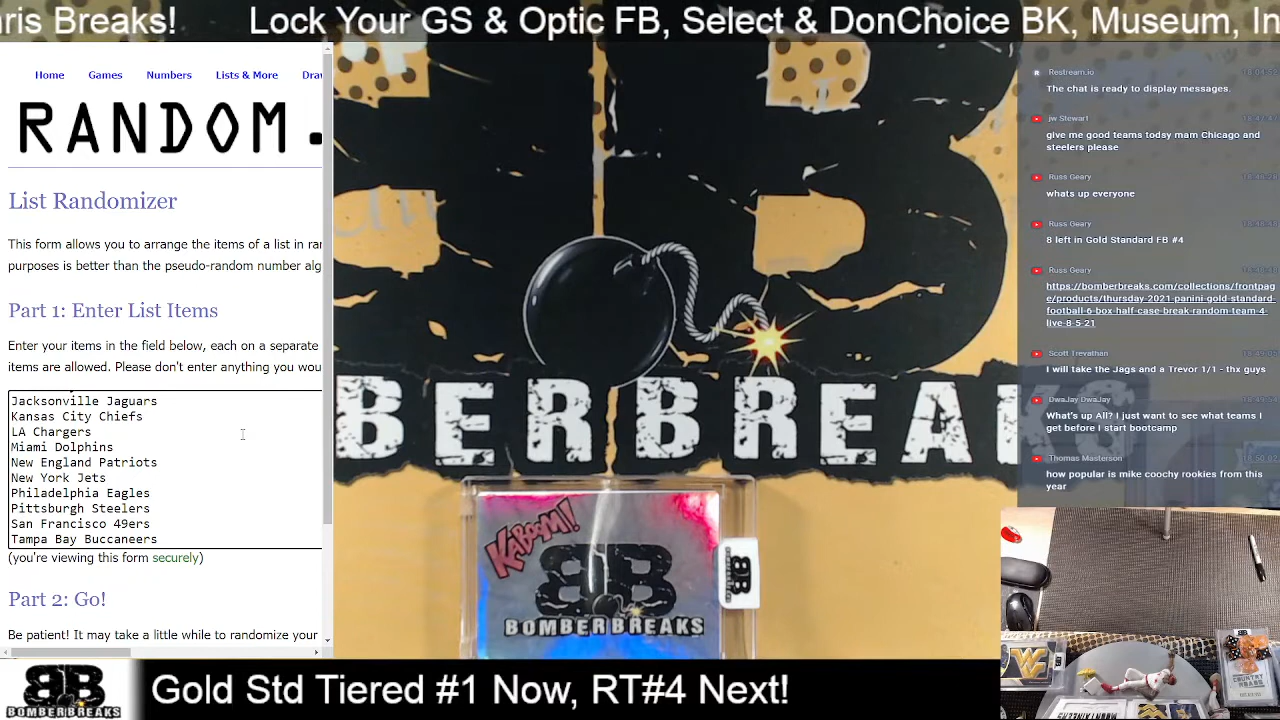 ris Breaks! Lock Your GS & Optic FB, Select & DonChoice BK, Museum, In
Home Games Numbers Lists & More Dra
RANDOM.
List Randomizer
This form allows you to arrange the items of a list in ra
purposes is better than the pseudo-random number alg
Part 1: Enter List Items
Enter your items in the field below, each on a separate
items are allowed. Please don't enter anything you wou
Jacksonville Jaguars
Kansas City Chiefs
LA Chargers
Miami Dolphins
New England Patriots
New York Jets
Philadelphia Eagles
Pittsburgh Steelers
San Francisco 49ers
Tampa Bay Buccaneers
(you're viewing this form securely)
Part 2: Go!
Be patient! It may take a little while to randomize your
BERBREA
KABOOM!
BB
BOMBERBREAKS
BB
Restream.io
The chat is ready to display messages.
jw Stewart
give me good teams todsy mam Chicago and
steelers please
Russ Geary
whats up everyone
Russ Geary
8 left in Gold Standard FB #4
Russ Geary
https://bomberbreaks.com/collections/frontpag
e/products/thursday-2021-panini-gold-standard-
football-6-box-half-case-break-random-team-4-
live-8-5-21
Scott Trevathan
I will take the Jags and a Trevor 1/1 - thx guys
DwaJay DwaJay
What's up All? I just want to see what teams I
get before I start bootcamp
Thomas Masterson
how popular is mike coochy rookies from this
year
BB
BOMBERBREAKS
Gold Std Tiered #1 Now, RT#4 Next!